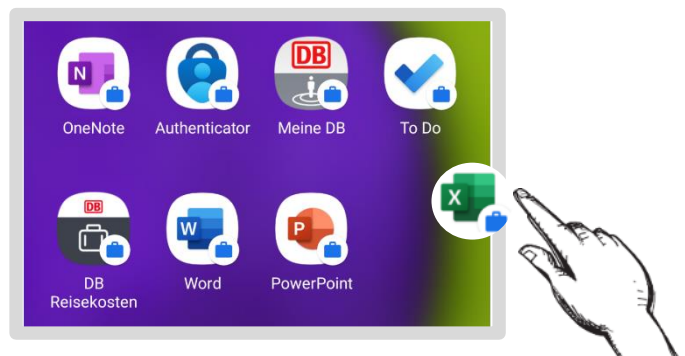 N
DB
OneNote
Authenticator
Meine DB
To Do
X
DB
W
P
DB
Reisekosten
Word
PowerPoint